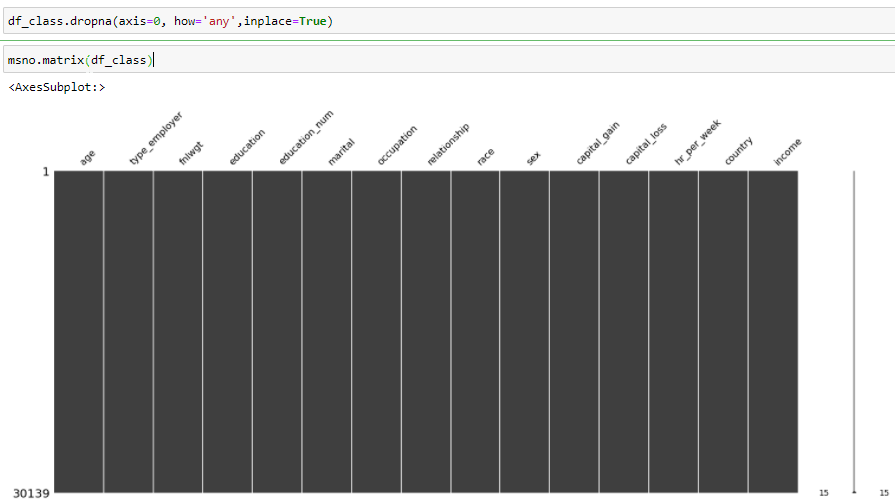 df_class.dropna(axis=0, how='any',inplace=True)
msno.matrix(df_class)
<AxesSubplot:>
age type_employer fnlwgt education education_num marital occupation relationship race sex capital_gain capital_loss hr_per_week country income
1
30139 15 15